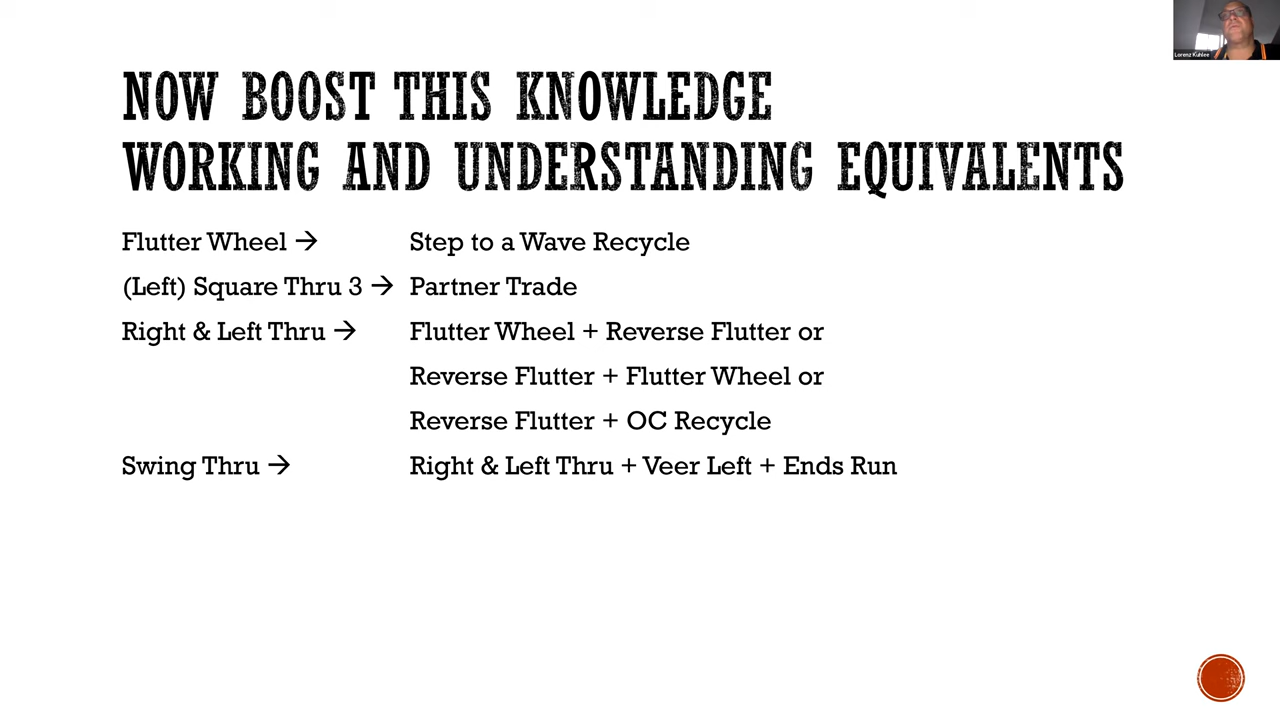 Lorenz Kuhlee
NOW BOOST THIS KNOWLEDGE
WORKING AND UNDERSTANDING EQUIVALENTS
Flutter Wheel → Step to a Wave Recycle
(Left) Square Thru 3 → Partner Trade
Right & Left Thru → Flutter Wheel + Reverse Flutter or
Reverse Flutter + Flutter Wheel or
Reverse Flutter + OC Recycle
Swing Thru → Right & Left Thru + Veer Left + Ends Run